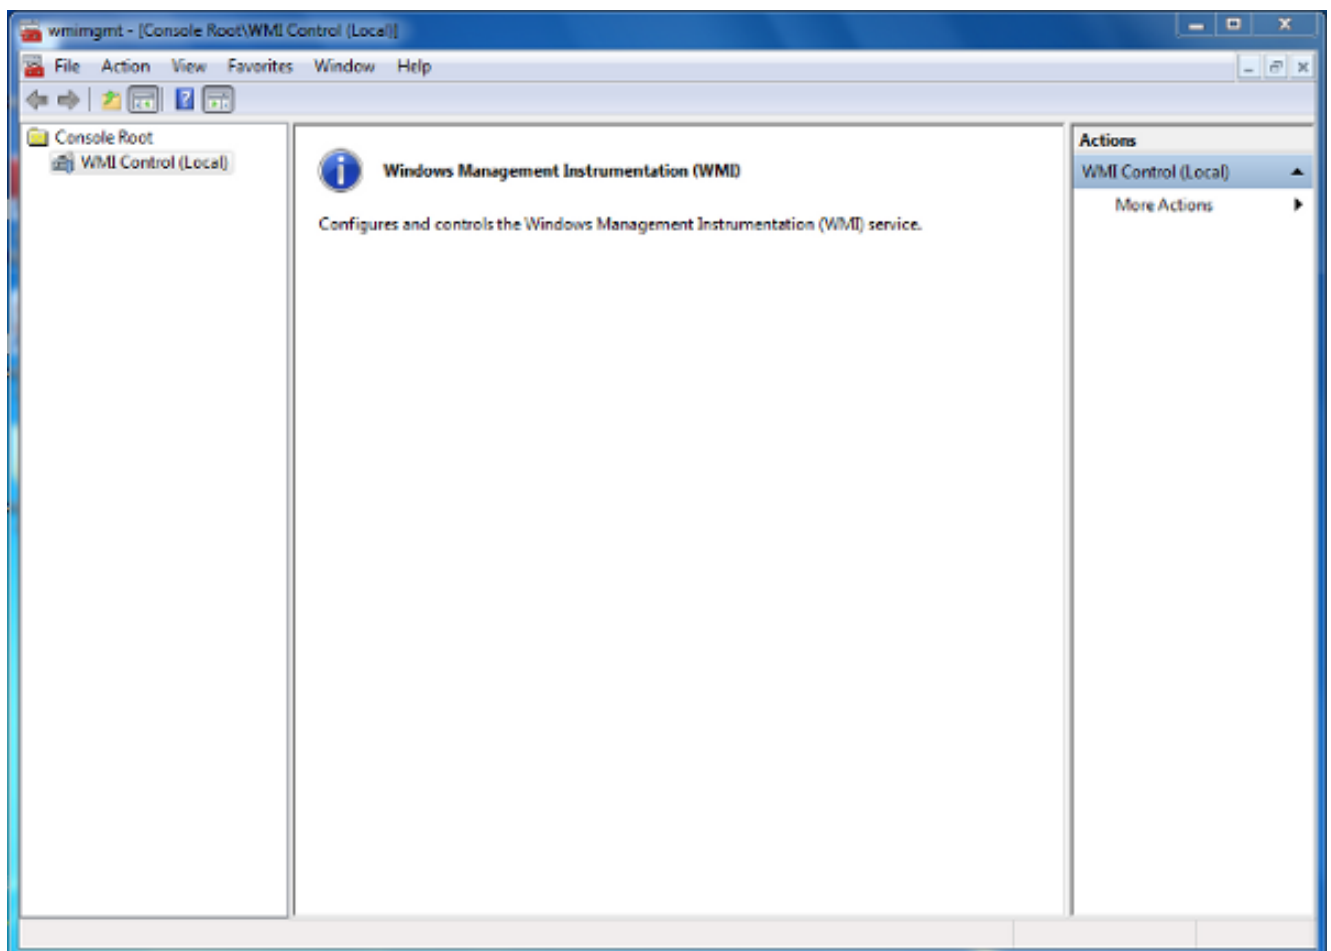 wmimgmt - [Console Root\WMI Control (Local)]
File Action View Favorites Window Help
Console Root
WMI Control (Local)
Windows Management Instrumentation (WMI)
Configures and controls the Windows Management Instrumentation (WMI) service.
Actions
WMI Control (Local)
More Actions